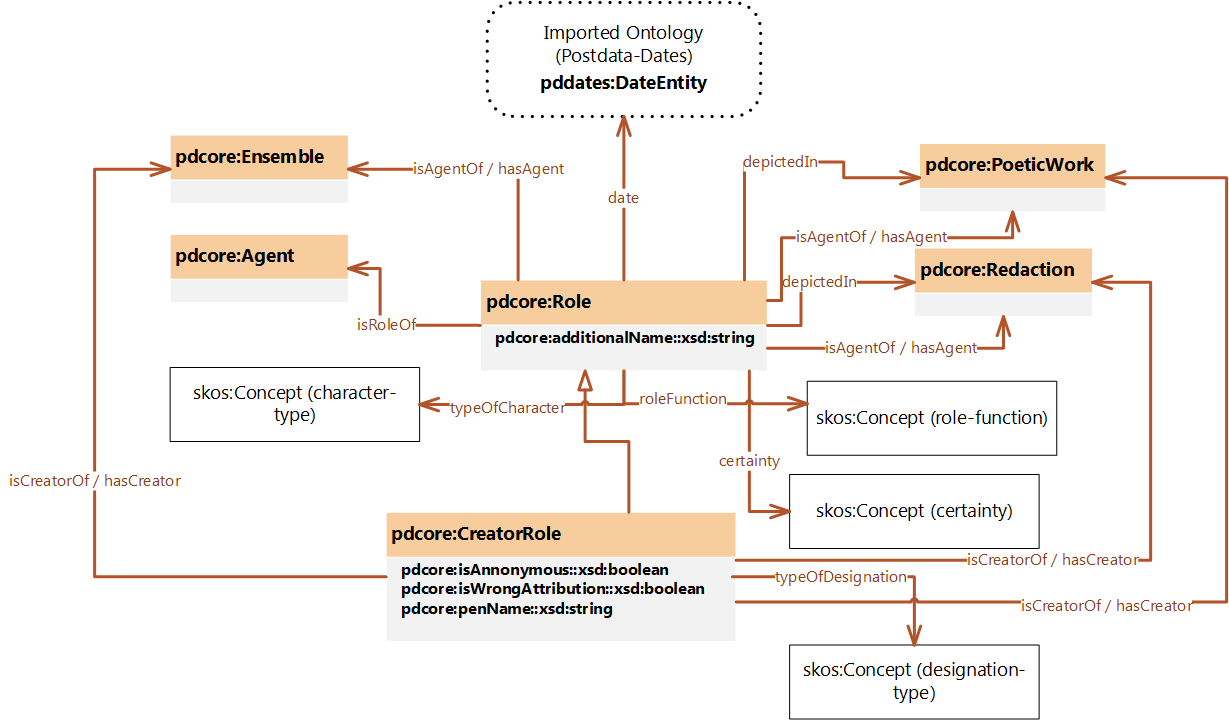 Imported Ontology
(Postdata-Dates)
pddates:DateEntity
pdcore:Ensemble
isAgentOf / hasAgent
depictedIn
pdcore:PoeticWork
date
isAgentOf / hasAgent
pdcore:Agent
pdcore:Redaction
depictedIn
pdcore:Role
isRoleOf
pdcore:additionalName::xsd:string
isAgentOf / hasAgent
skos:Concept (character-
type)
typeOfCharacter
roleFunction
skos:Concept (role-function)
certainty
isCreatorOf / hasCreator
skos:Concept (certainty)
pdcore:CreatorRole
isCreatorOf / hasCreator
pdcore:isAnnonymous::xsd:boolean
pdcore:isWrongAttribution::xsd:boolean
pdcore:penName::xsd:string
typeOfDesignation
isCreatorOf / hasCreator
skos:Concept (designation-
type)